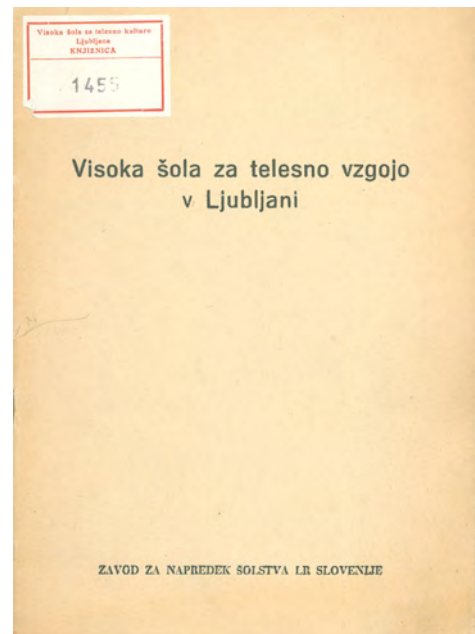 Visoka šola za telesno kulturo
Ljubljana
KNJIŽNICA
1455
Visoka šola za telesno vzgojo
v Ljubljani
ZAVOD ZA NAPREDEK ŠOLSTVA LR SLOVENIJE